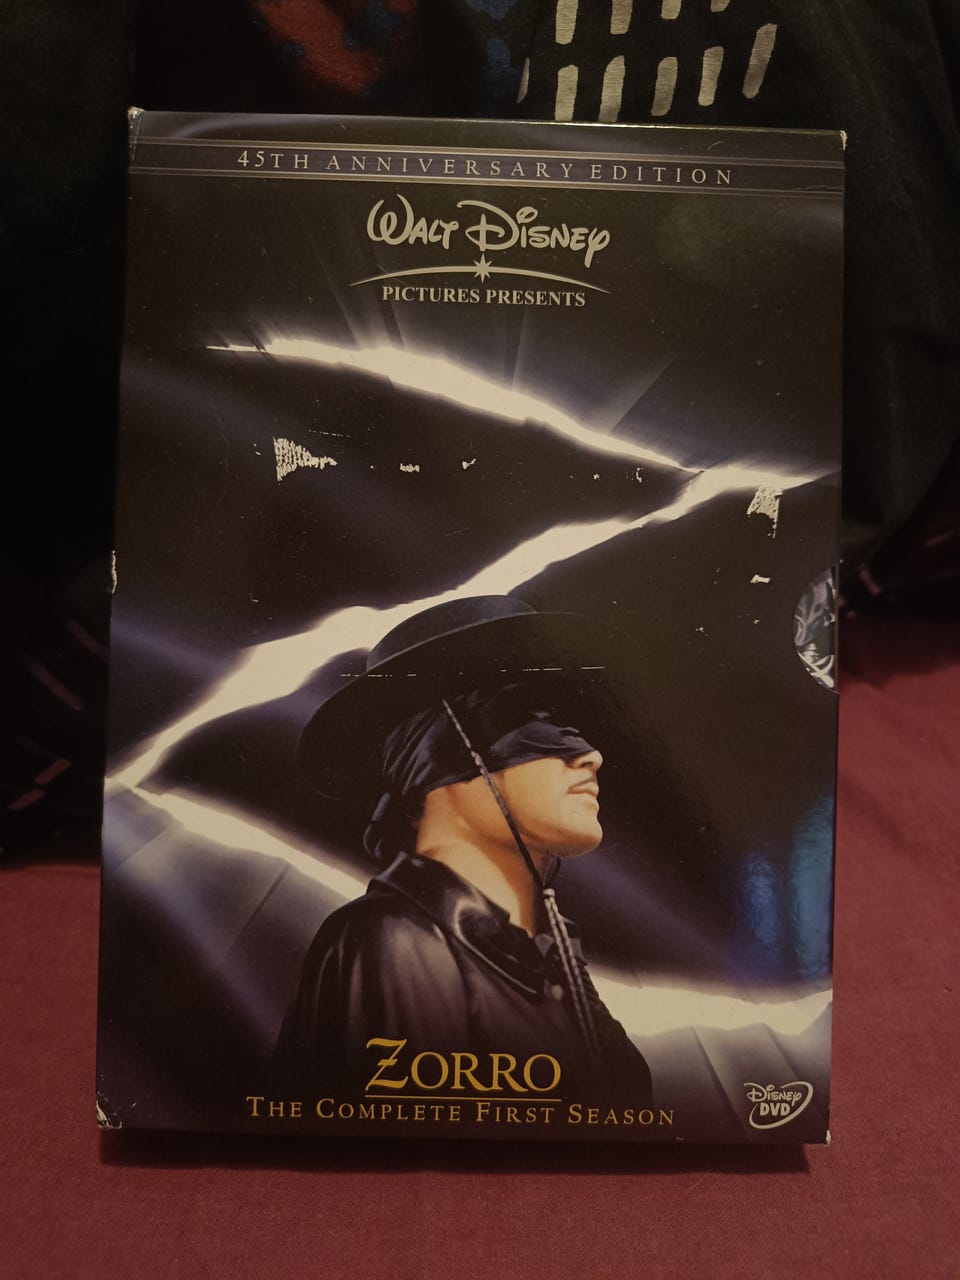 45TH ANNIVERSARY EDITION
WALT DISNEY
PICTURES PRESENTS
ZORRO
THE COMPLETE FIRST SEASON
DISNEY
DVD